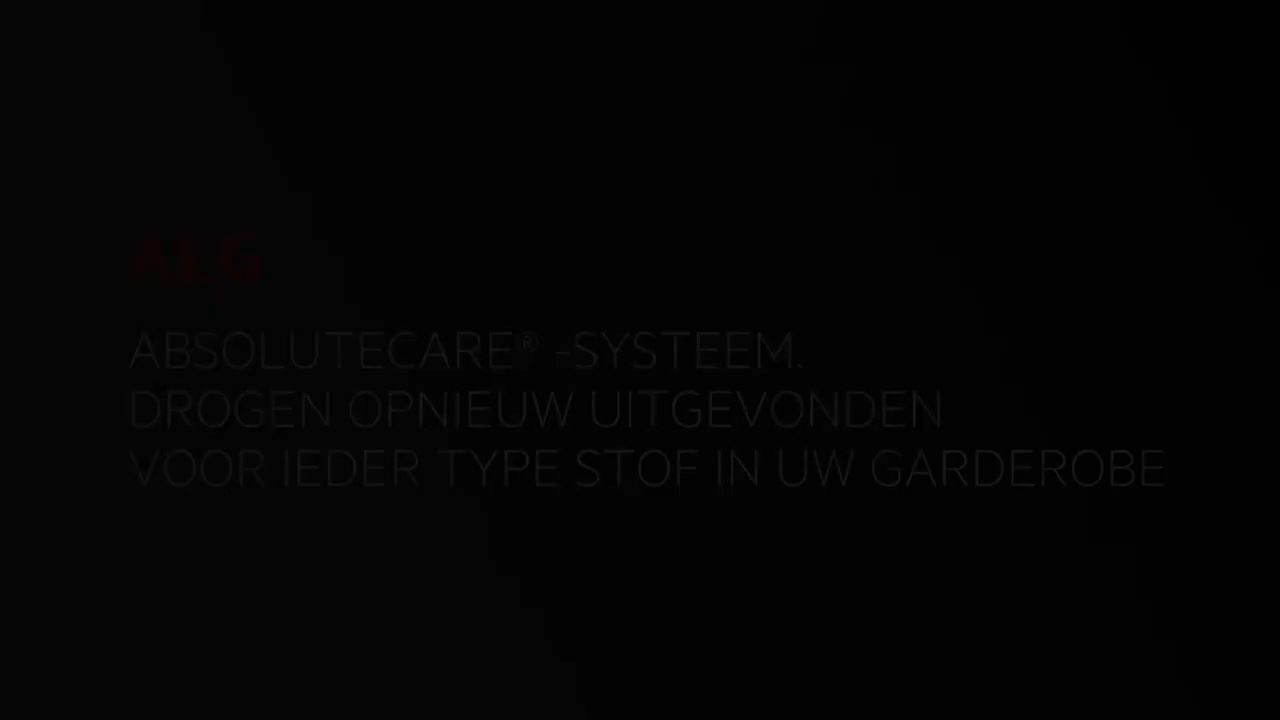 AEG
ABSOLUTECARE® -SYSTEEM.
DROGEN OPNIEUW UITGEVONDEN
VOOR IEDER TYPE STOF IN UW GARDEROBE